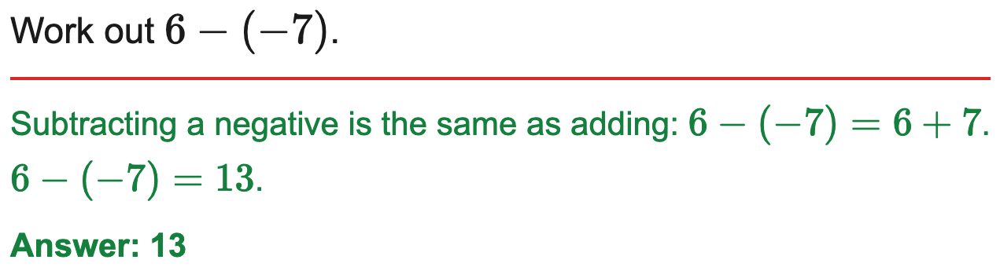 Work out 6 − (−7).
Subtracting a negative is the same as adding: 6 − (−7) = 6 + 7.
6 − (−7) = 13.
Answer: 13